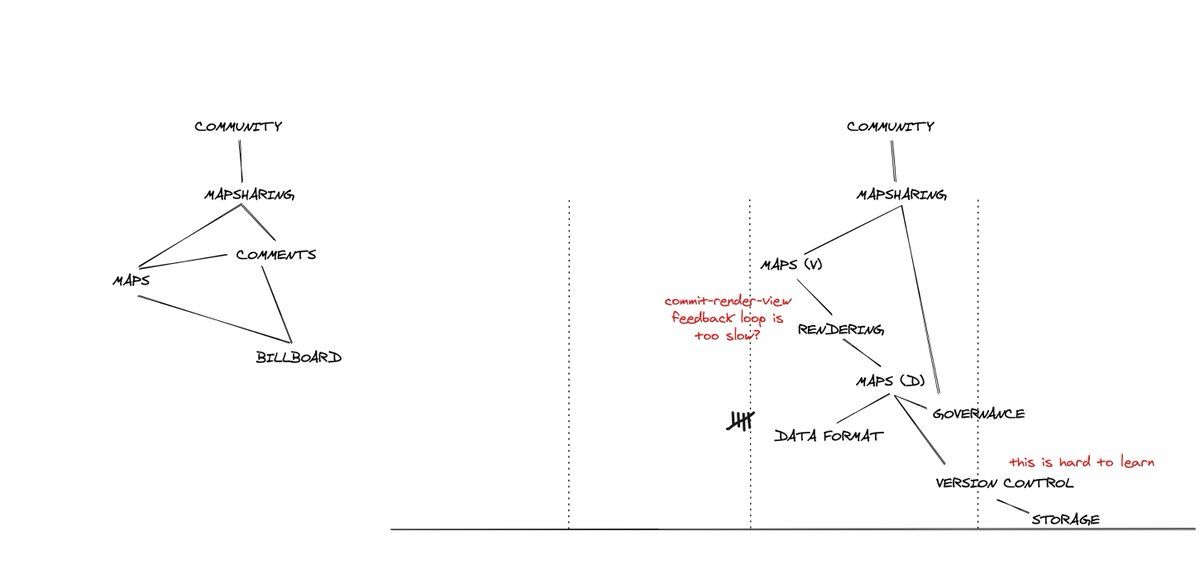 COMMUNITY
MAPSHARING
COMMENTS
MAPS
BILLBOARD
COMMUNITY
MAPSHARING
MAPS (V)
commit-render-view
feedback loop is
too slow?
RENDERING
MAPS (D)
GOVERNANCE
DATA FORMAT
this is hard to learn
VERSION CONTROL
STORAGE